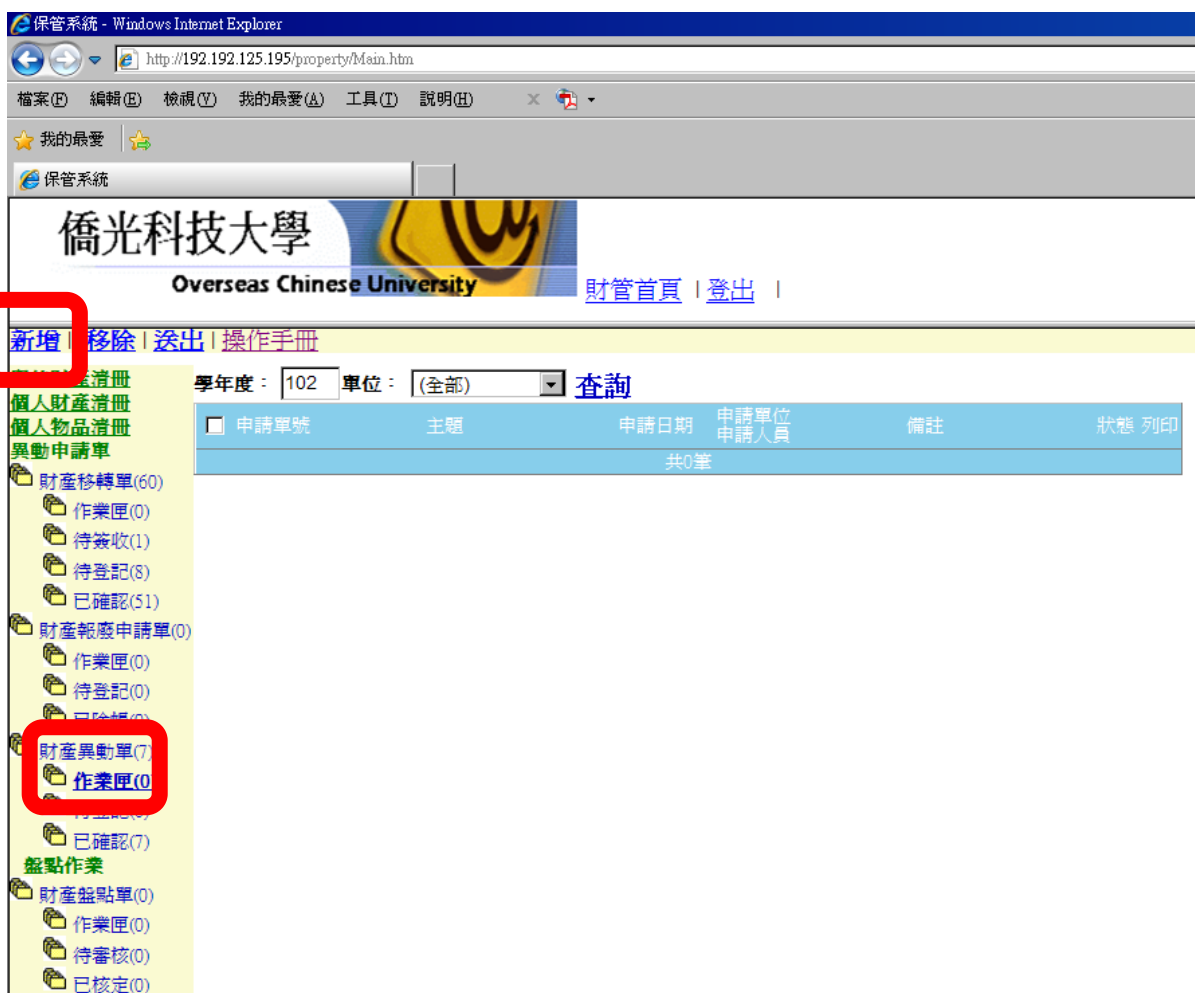 保管系統 - Windows Internet Explorer
http://192.192.125.195/property/Main.htm
檔案(F) 編輯(E) 檢視(V) 我的最愛(A) 工具(T) 說明(H) x
我的最愛
保管系統
僑光科技大學
Overseas Chinese University
財管首頁 | 登出 |
新增 | 移除 | 送出 | 操作手冊
財產清冊
個人財產清冊
個人物品清冊
異動申請單
財產移轉單(60)
作業匣(0)
待簽收(1)
待登記(8)
已確認(51)
財產報廢申請單(0)
作業匣(0)
待登記(0)
財產異動單(7)
作業匣(0)
已確認(7)
盤點作業
財產盤點單(0)
作業匣(0)
待審核(0)
已核定(0)
學年度： 102 單位： (全部) 查詢
申請單號 主題 申請日期 申請單位 申請人員 備註 狀態 列印
共0筆